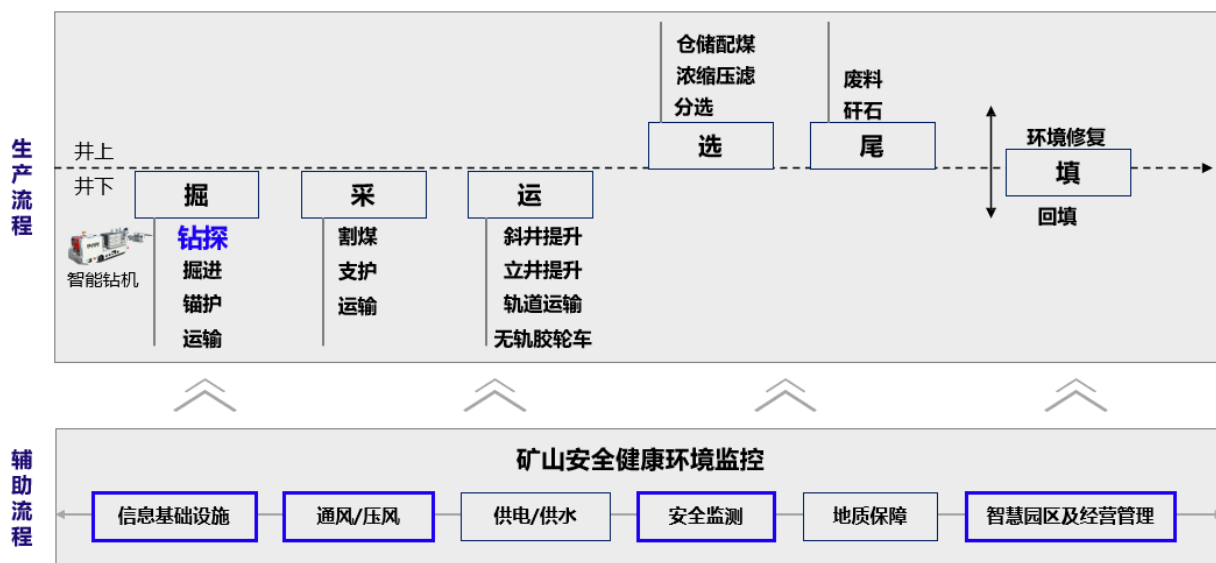 生产流程
井上
井下
仓储配煤
浓缩压滤
分选
选
废料
矸石
尾
环境修复
填
回填
掘
钻探
掘进
锚护
运输
智能钻机
采
割煤
支护
运输
运
斜井提升
立井提升
轨道运输
无轨胶轮车
辅助流程
矿山安全健康环境监控
信息基础设施
通风/压风
供电/供水
安全监测
地质保障
智慧园区及经营管理